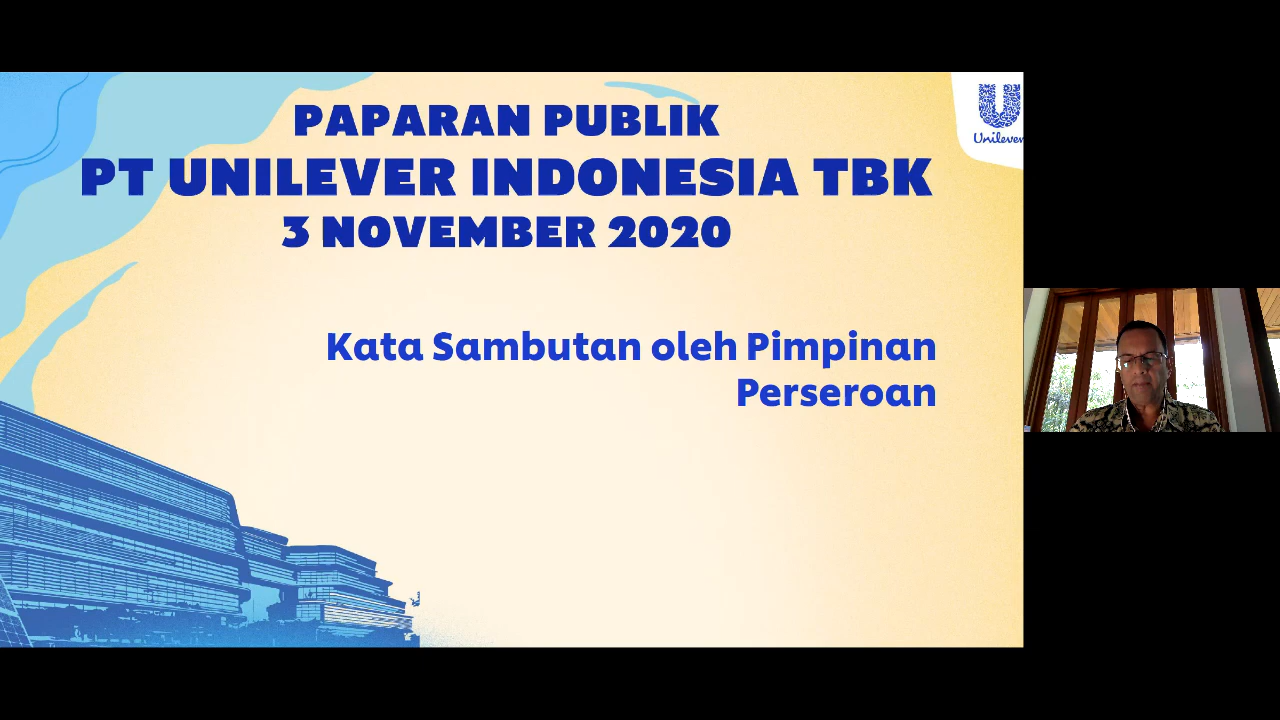 PAPARAN PUBLIK
PT UNILEVER INDONESIA TBK
3 NOVEMBER 2020
Unilever
Kata Sambutan oleh Pimpinan
Perseroan